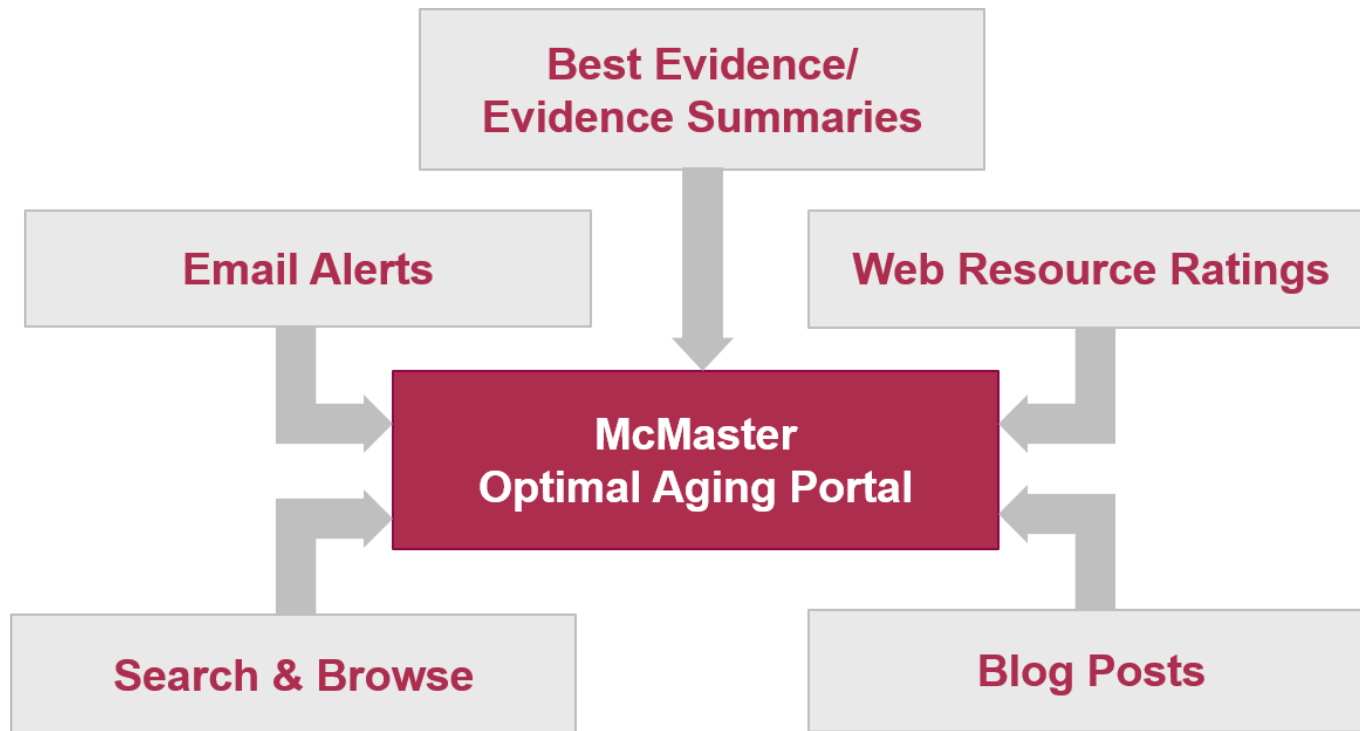 Best Evidence/
Evidence Summaries
Email Alerts
Web Resource Ratings
McMaster
Optimal Aging Portal
Search & Browse
Blog Posts